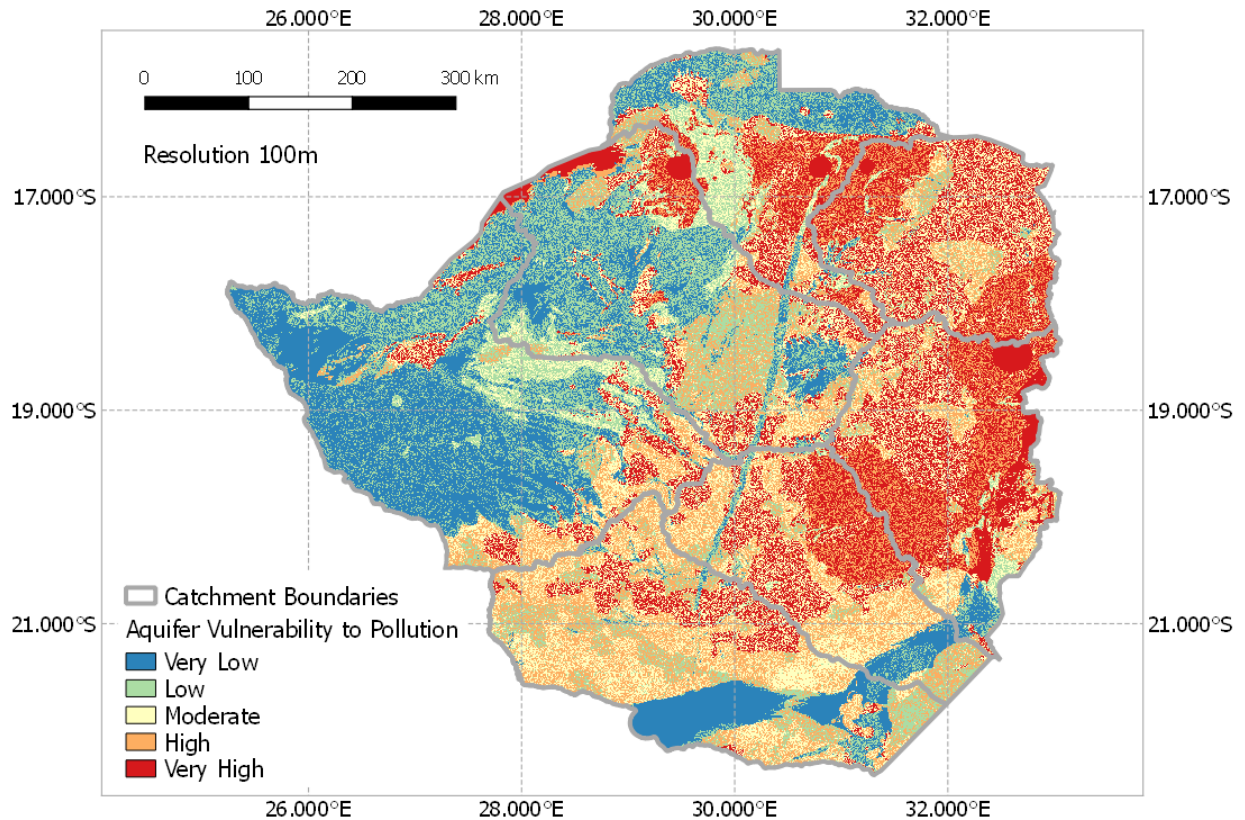 26.000°E 28.000°E 30.000°E 32.000°E
0 100 200 300 km
Resolution 100m
17.000°S 17.000°S
19.000°S 19.000°S
Catchment Boundaries
Aquifer Vulnerability to Pollution
21.000°S 21.000°S
Very Low
Low
Moderate
High
Very High
26.000°E 28.000°E 30.000°E 32.000°E